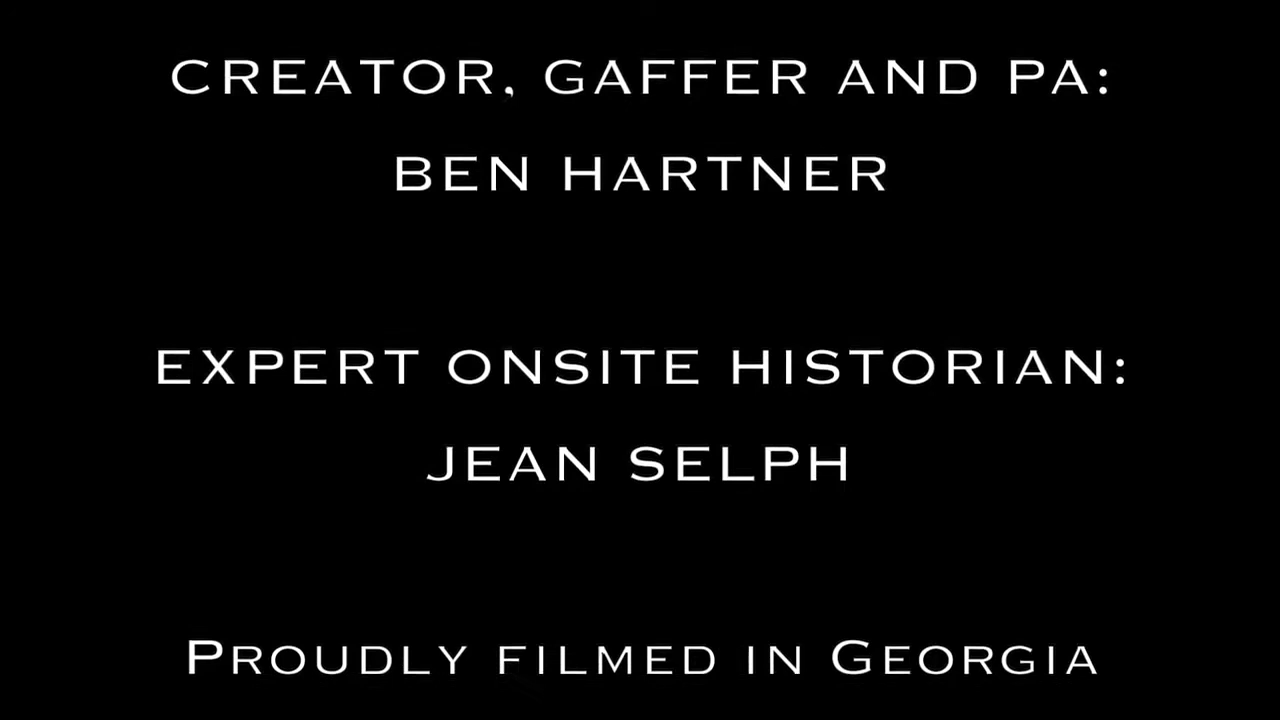 CREATOR, GAFFER AND PA:
BEN HARTNER
EXPERT ONSITE HISTORIAN:
JEAN SELPH
PROUDLY FILMED IN GEORGIA